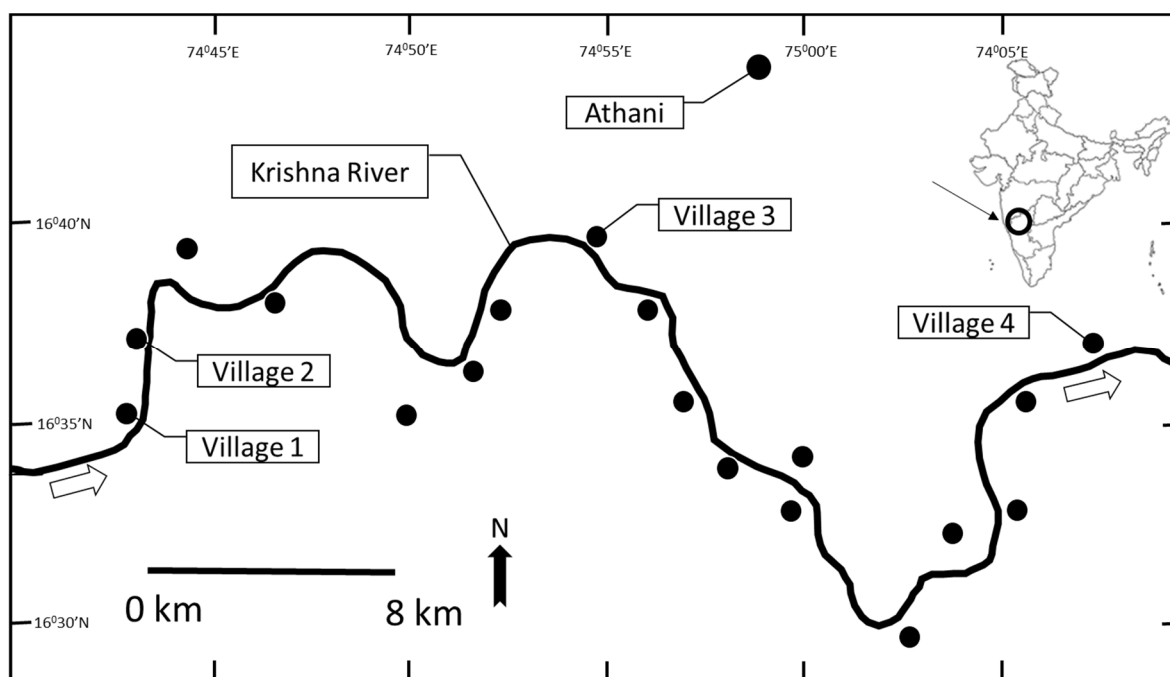 74⁰45’E 74⁰50’E 74⁰55’E 75⁰00’E 74⁰05’E
Athani
Krishna River
16⁰40’N
Village 3
Village 4
Village 2
16⁰35’N
Village 1
N
0 km 8 km
16⁰30’N